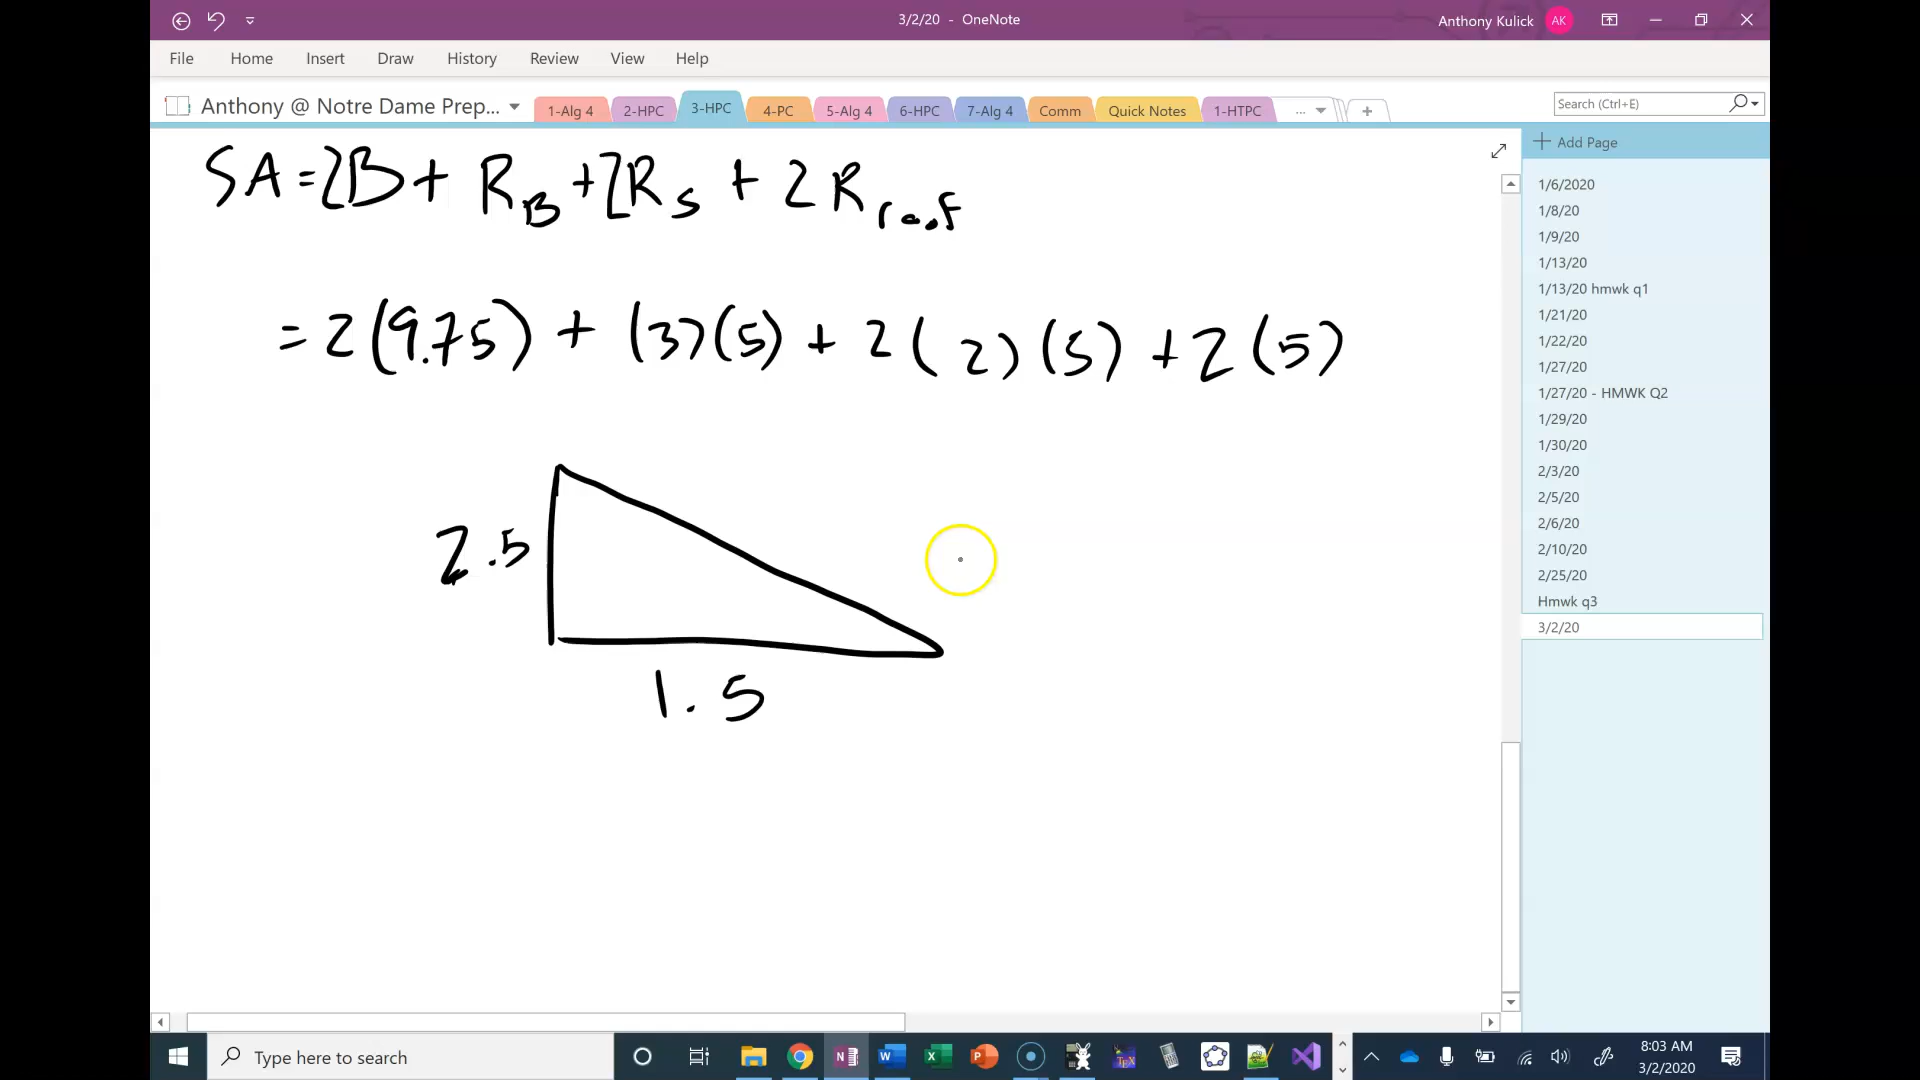 3/2/20 - OneNote
Anthony Kulick AK
File Home Insert Draw History Review View Help
Anthony @ Notre Dame Prep... 1-Alg 4 2-HPC 3-HPC 4-PC 5-Alg 4 6-HPC 7-Alg 4 Comm Quick Notes 1-HTPC ... +
Search (Ctrl+E)
Add Page
SA=2B+ R_B +2R_S + 2R_roof
= 2(9.75) + (3)(5) + 2(2)(5) + 2(5)
2.5
1.5
1/6/2020
1/8/20
1/9/20
1/13/20
1/13/20 hmwk q1
1/21/20
1/22/20
1/27/20
1/27/20 - HMWK Q2
1/29/20
1/30/20
2/3/20
2/5/20
2/6/20
2/10/20
2/25/20
Hmwk q3
3/2/20
Type here to search
8:03 AM
3/2/2020